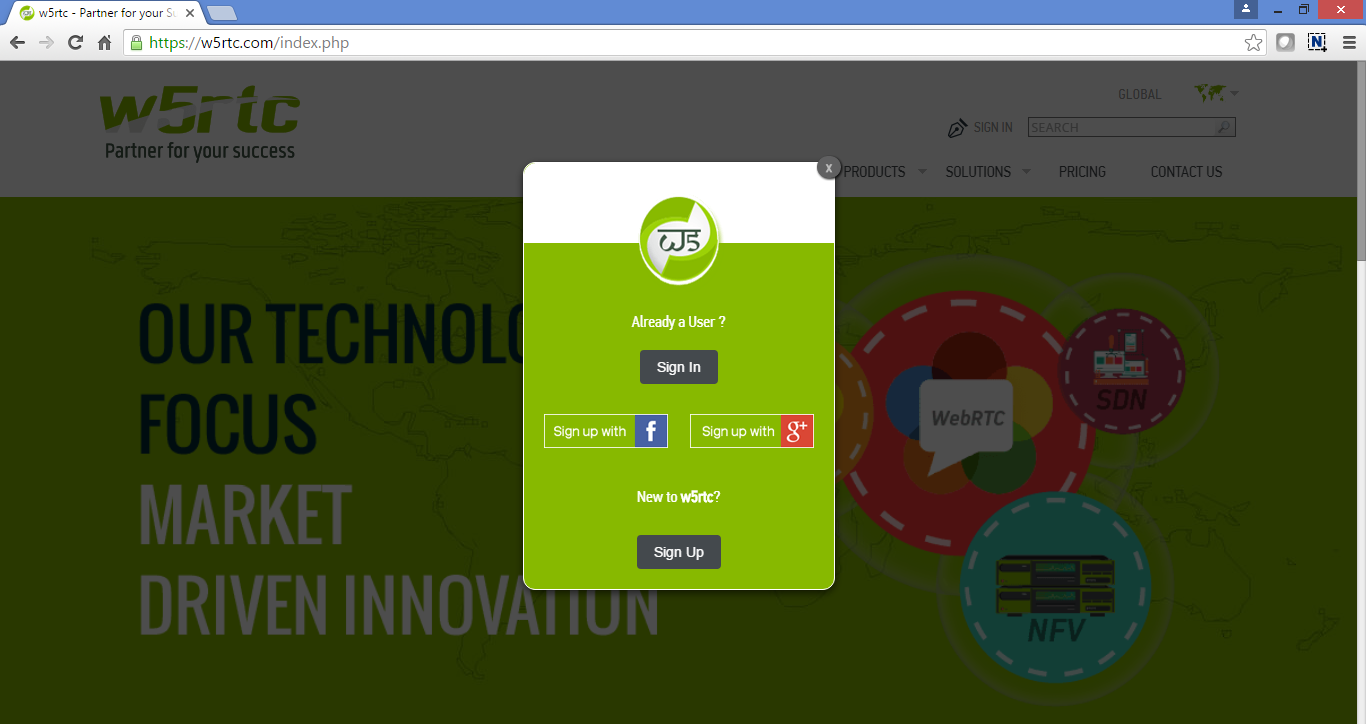 w5rtc - Partner for your Su
https://w5rtc.com/index.php
w5rtc
Partner for your success
GLOBAL
SIGN IN
SEARCH
PRODUCTS
SOLUTIONS
PRICING
CONTACT US
x
Already a User ?
Sign In
Sign up with f
Sign up with g+
New to w5rtc?
Sign Up
OUR TECHNOLO
FOCUS
MARKET
DRIVEN INNOVATION
WebRTC
SDN
NFV